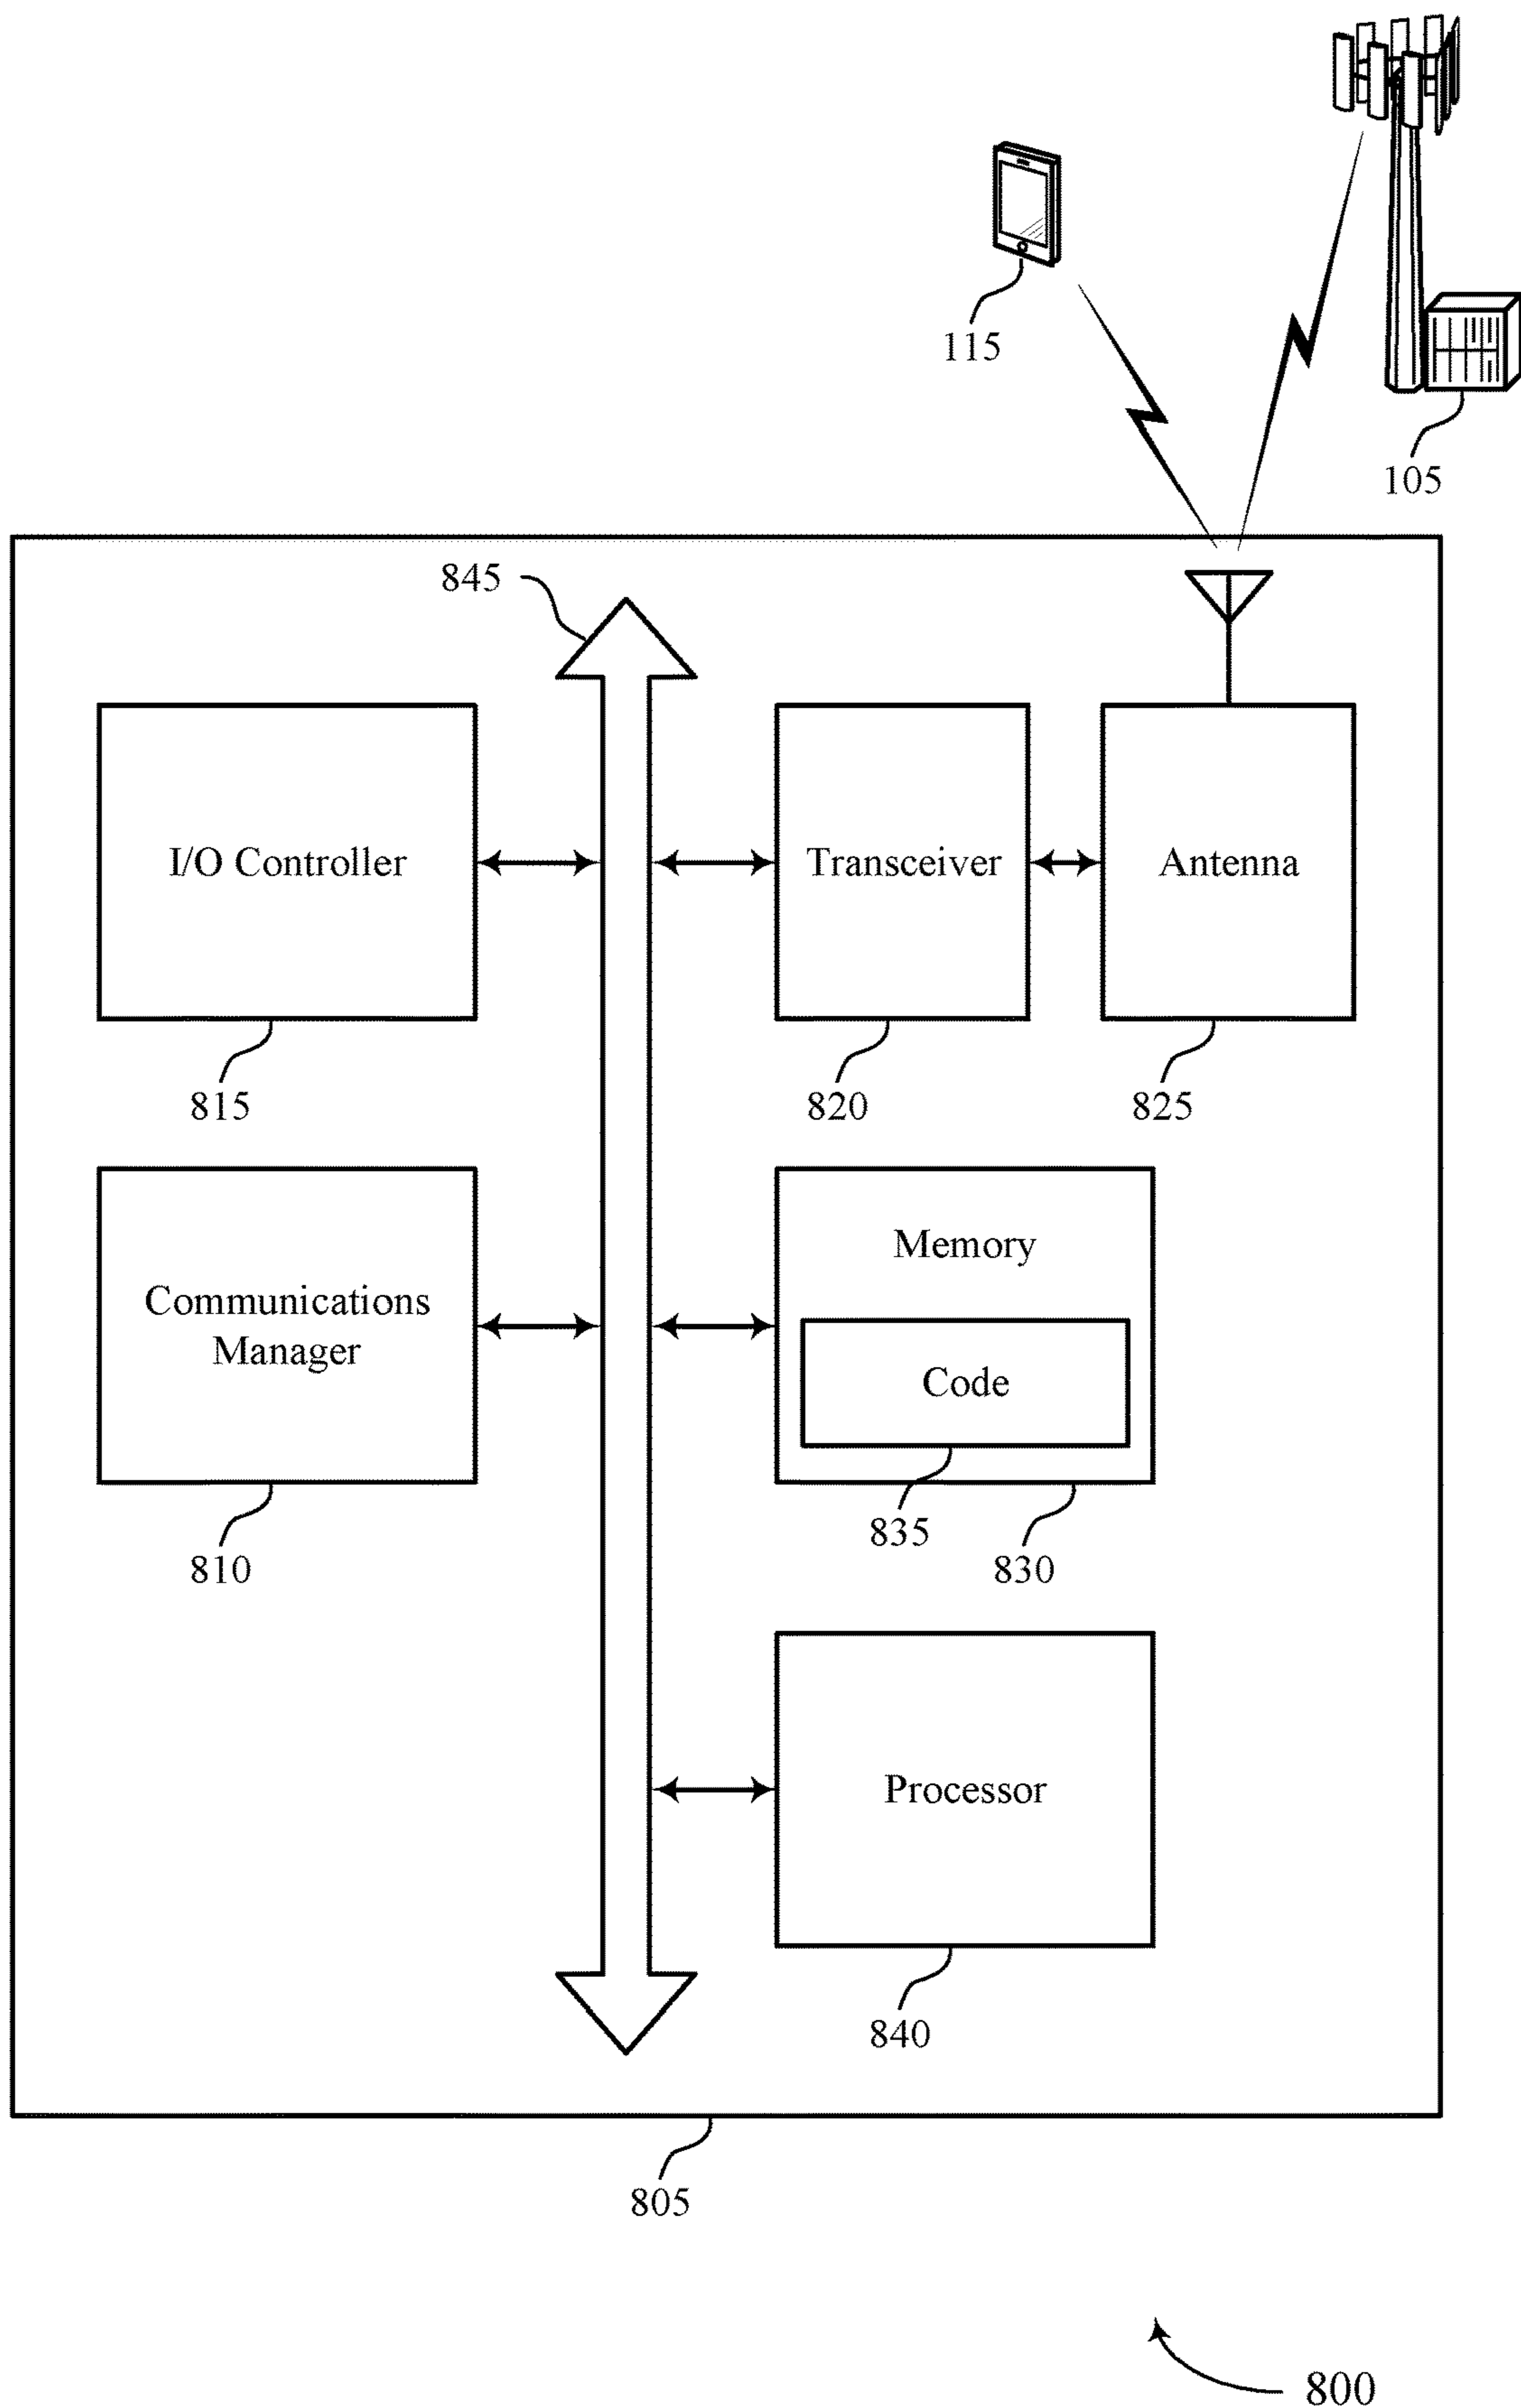 115
105
845
I/O Controller
Transceiver
Antenna
815
820
825
Communications
Manager
Memory
Code
810
835
830
Processor
840
805
800